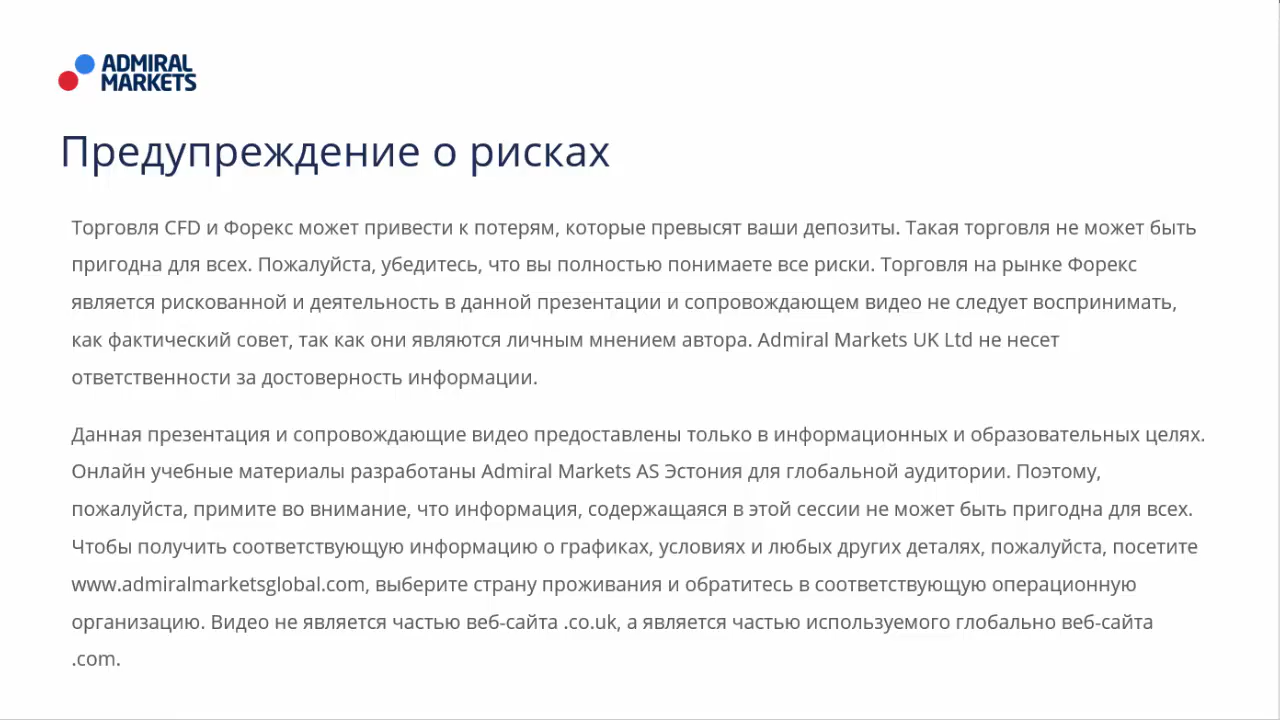 ADMIRAL
MARKETS
Предупреждение о рисках
Торговля CFD и Форекс может привести к потерям, которые превысят ваши депозиты. Такая торговля не может быть
пригодна для всех. Пожалуйста, убедитесь, что вы полностью понимаете все риски. Торговля на рынке Форекс
является рискованной и деятельность в данной презентации и сопровождающем видео не следует воспринимать,
как фактический совет, так как они являются личным мнением автора. Admiral Markets UK Ltd не несет
ответственности за достоверность информации.
Данная презентация и сопровождающие видео предоставлены только в информационных и образовательных целях.
Онлайн учебные материалы разработаны Admiral Markets AS Эстония для глобальной аудитории. Поэтому,
пожалуйста, примите во внимание, что информация, содержащаяся в этой сессии не может быть пригодна для всех.
Чтобы получить соответствующую информацию о графиках, условиях и любых других деталях, пожалуйста, посетите
www.admiralmarketsglobal.com, выберите страну проживания и обратитесь в соответствующую операционную
организацию. Видео не является частью веб-сайта .co.uk, а является частью используемого глобально веб-сайта
.com.